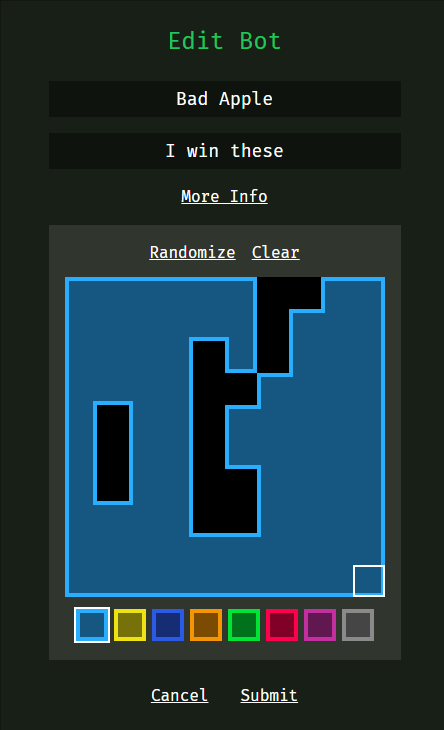 Edit Bot
Bad Apple
I win these
More Info
Randomize Clear
Cancel Submit